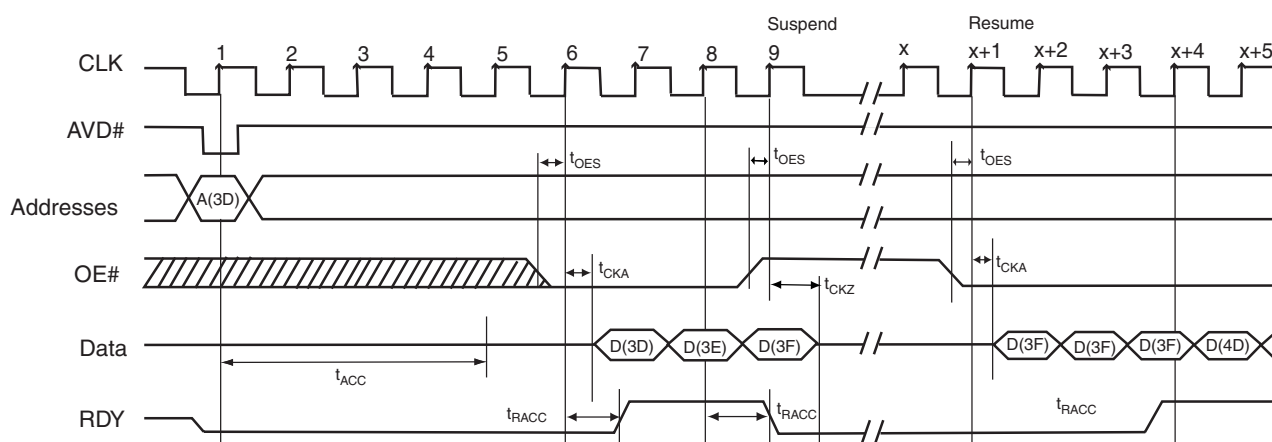 Suspend Resume
CLK 1 2 3 4 5 6 7 8 9 x x+1 x+2 x+3 x+4 x+5
AVD#
tOES tOES tOES
Addresses A(3D)
OE# tCKA tCKZ tCKA
Data D(3D) D(3E) D(3F) D(3F) D(3F) D(3F) D(4D)
tACC
RDY tRACC tRACC tRACC